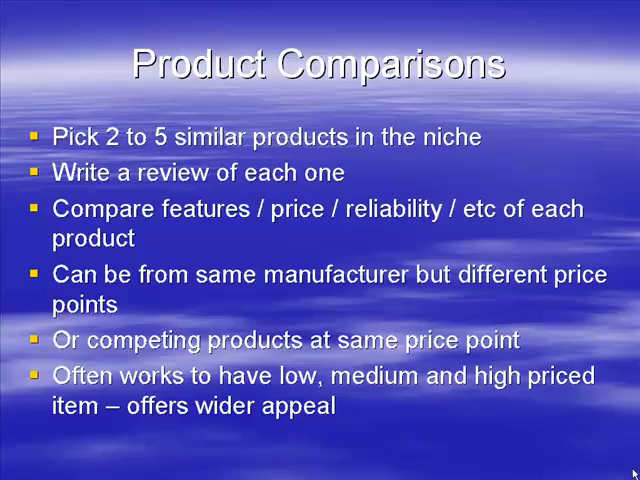 Product Comparisons
Pick 2 to 5 similar products in the niche
Write a review of each one
Compare features / price / reliability / etc of each
product
Can be from same manufacturer but different price
points
Or competing products at same price point
Often works to have low, medium and high priced
item – offers wider appeal